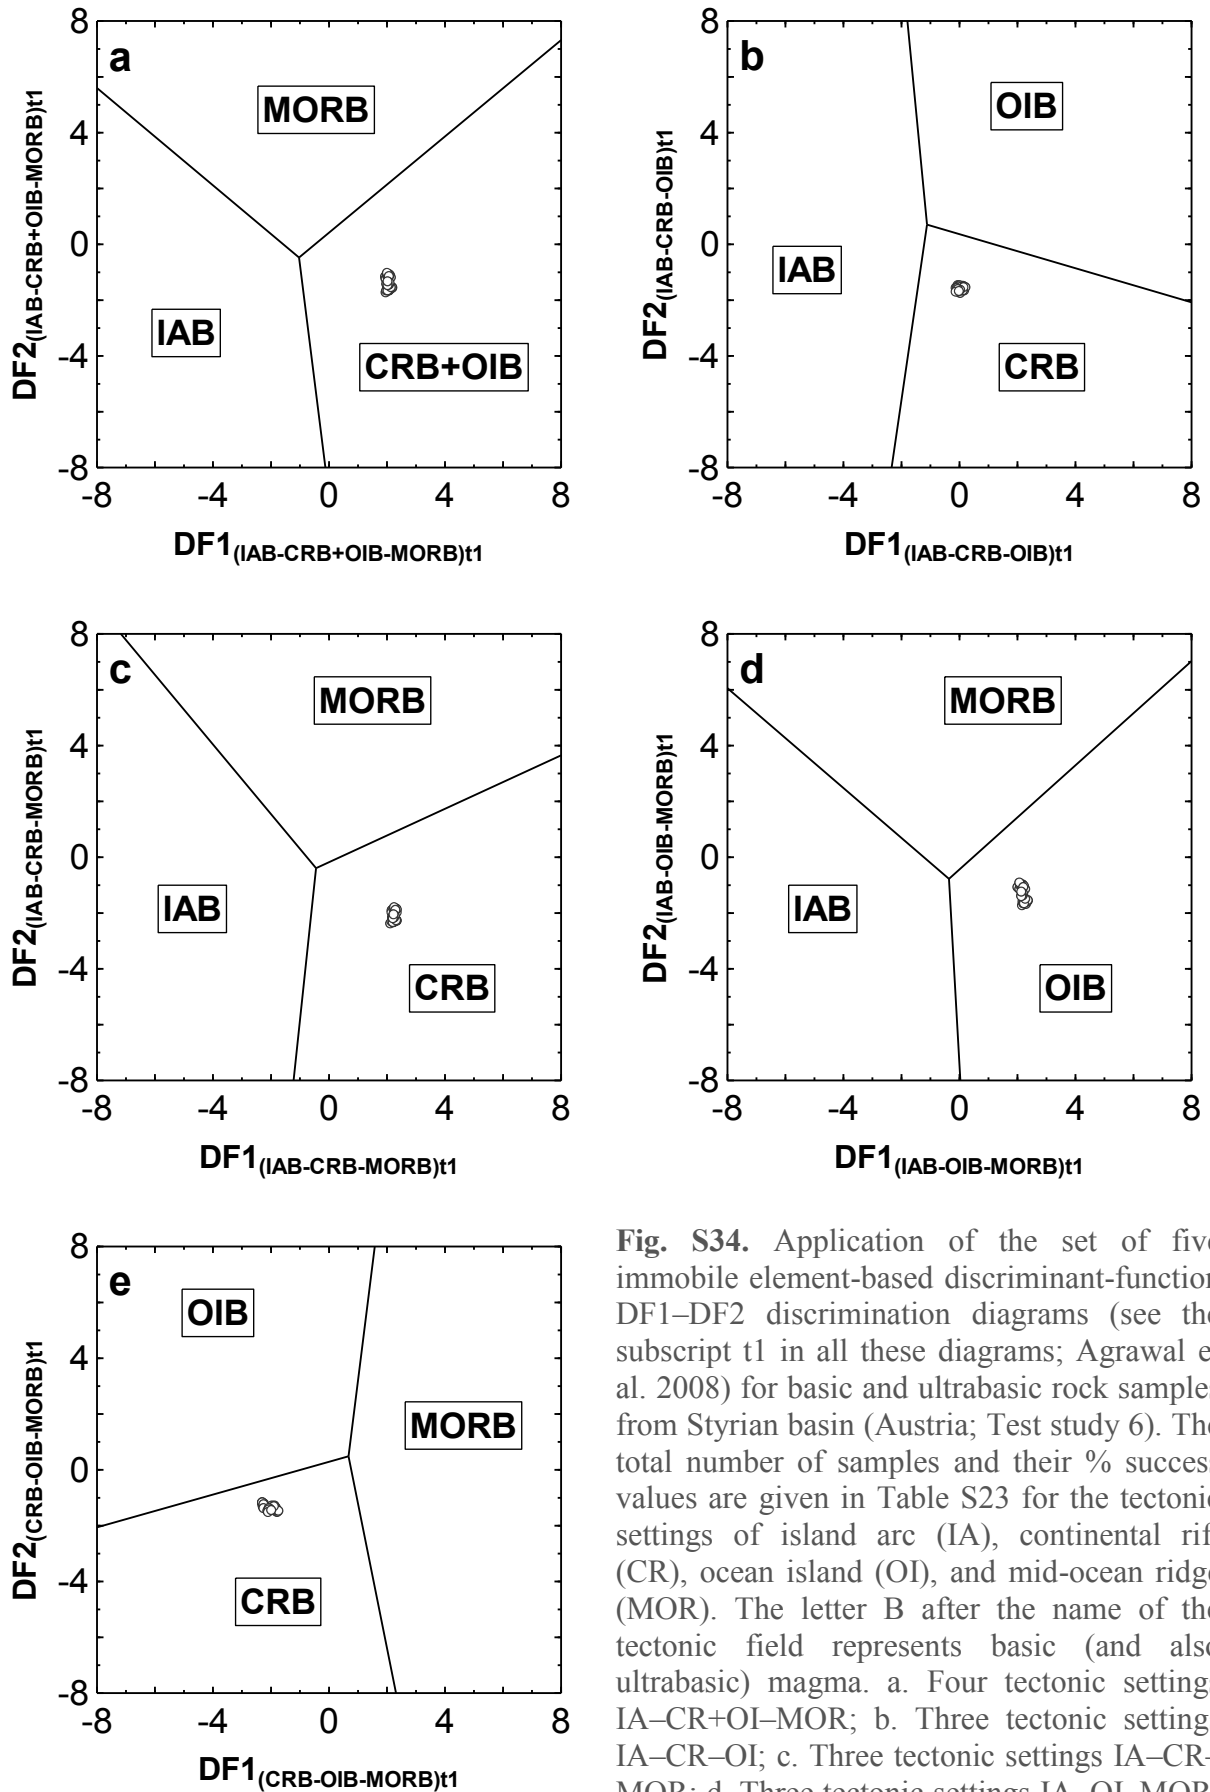 a
MORB
IAB
CRB+OIB
8
4
0
-4
-8
-8
-4
0
4
8
DF2(IAB-CRB+OIB-MORB)t1
DF1(IAB-CRB+OIB-MORB)t1
b
OIB
IAB
CRB
8
4
0
-4
-8
-8
-4
0
4
8
DF2(IAB-CRB-OIB)t1
DF1(IAB-CRB-OIB)t1
c
MORB
IAB
CRB
8
4
0
-4
-8
-8
-4
0
4
8
DF2(IAB-CRB-MORB)t1
DF1(IAB-CRB-MORB)t1
d
MORB
IAB
OIB
8
4
0
-4
-8
-8
-4
0
4
8
DF2(IAB-OIB-MORB)t1
DF1(IAB-OIB-MORB)t1
e
OIB
MORB
CRB
8
4
0
-4
-8
-8
-4
0
4
8
DF2(CRB-OIB-MORB)t1
DF1(CRB-OIB-MORB)t1
Fig. S34. Application of the set of five
immobile element-based discriminant-function
DF1–DF2 discrimination diagrams (see the
subscript t1 in all these diagrams; Agrawal e
al. 2008) for basic and ultrabasic rock samples
from Styrian basin (Austria; Test study 6). The
total number of samples and their % success
values are given in Table S23 for the tectonic
settings of island arc (IA), continental rif
(CR), ocean island (OI), and mid-ocean ridge
(MOR). The letter B after the name of the
tectonic field represents basic (and also
ultrabasic) magma. a. Four tectonic settings
IA–CR+OI–MOR; b. Three tectonic setting
IA–CR–OI; c. Three tectonic settings IA–CR–
MOR; d. Three tectonic settings IA–OI–MOR